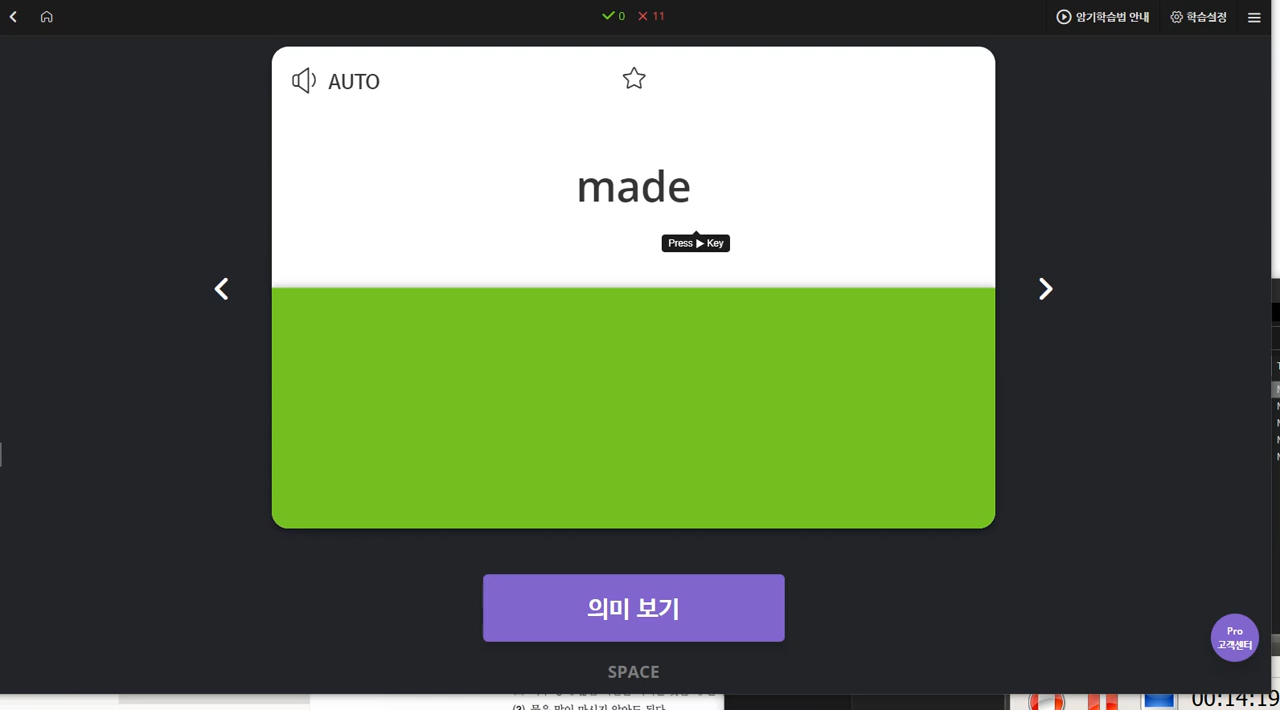 0 11 암기학습법 안내 학습설정
AUTO
made
Press ▶ Key
의미 보기
Pro
고객센터
SPACE
00:14:19
(3) 물을 많이 마시지 않아도 된다